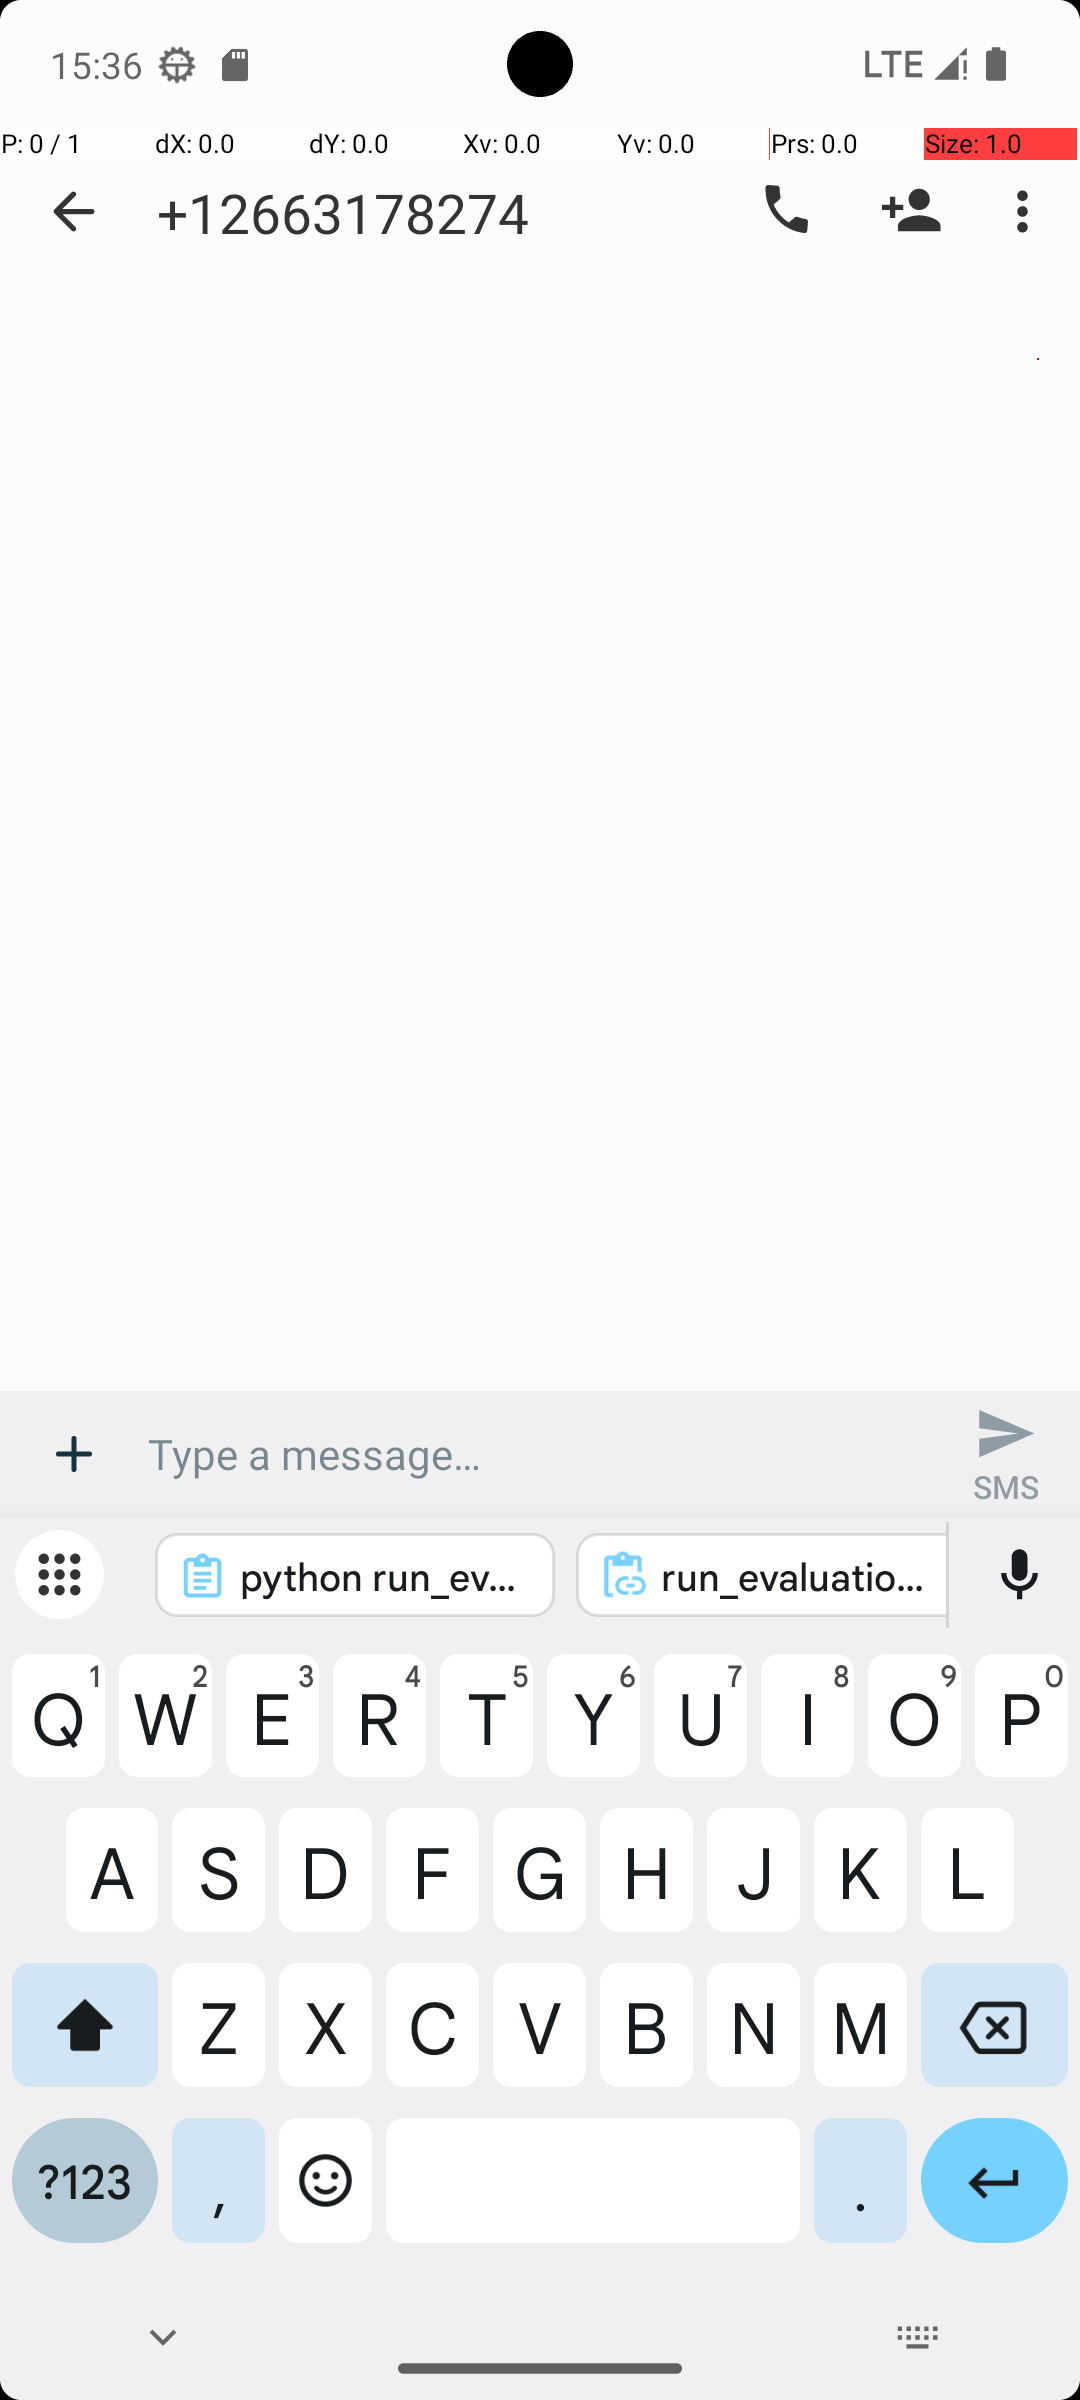 15:36 LTE
P: 0 / 1 dX: 0.0 dY: 0.0 Xv: 0.0 Yv: 0.0 Prs: 0.0 Size: 1.0
+12663178274
Type a message…
SMS
python run_ev... run_evaluatio...
Q 1 W 2 E 3 R 4 T 5 Y 6 U 7 I 8 O 9 P 0
A S D F G H J K L
Z X C V B N M
?123 , .